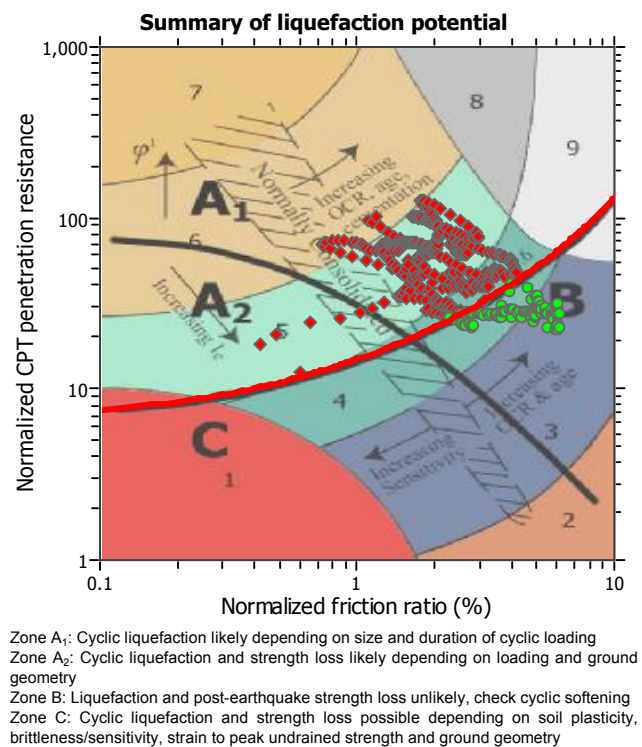 Summary of liquefaction potential
1,000
100
10
1
Normalized CPT penetration resistance
7
8
9
φ'
A1
Normally
consolidated
Increasing
OCR, age,
cementation
6
A2
Increasing Ic
5
6
B
4
Increasing
OCR & age
3
C
1
Increasing
Sensitivity
2
0.1
1
10
Normalized friction ratio (%)
Zone A1: Cyclic liquefaction likely depending on size and duration of cyclic loading
Zone A2: Cyclic liquefaction and strength loss likely depending on loading and ground
geometry
Zone B: Liquefaction and post-earthquake strength loss unlikely, check cyclic softening
Zone C: Cyclic liquefaction and strength loss possible depending on soil plasticity,
brittleness/sensitivity, strain to peak undrained strength and ground geometry